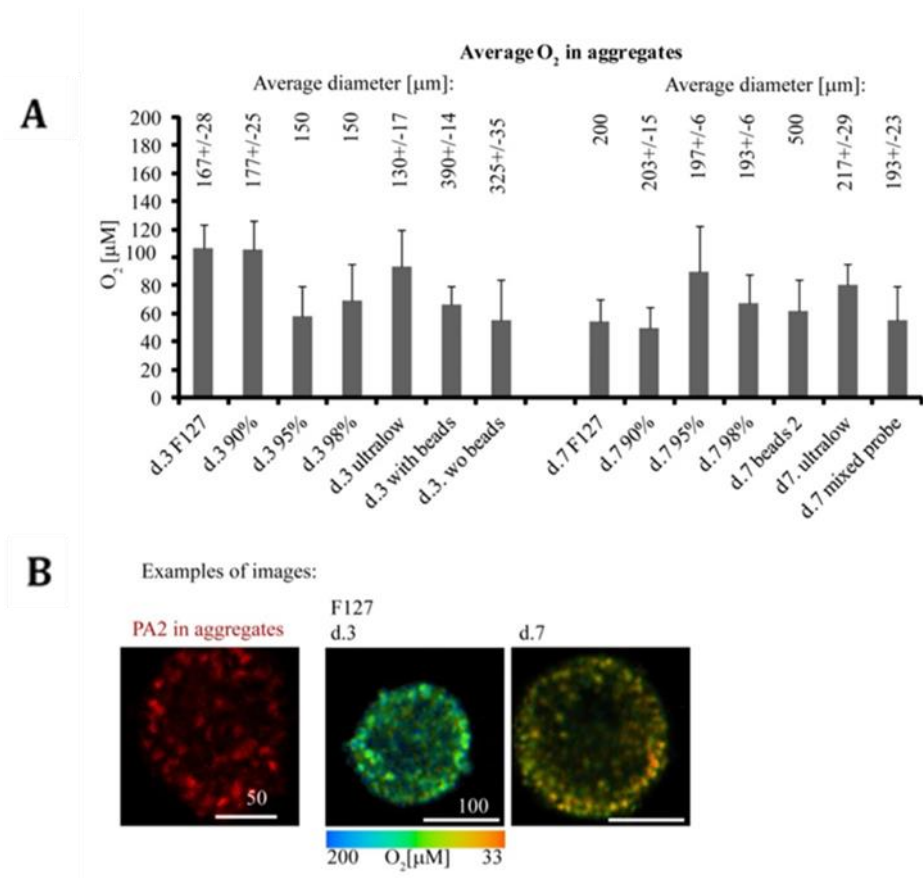 A
Average O₂ in aggregates
Average diameter [μm]:
Average diameter [μm]:
167+/-28
177+/-25
150
150
130+/-17
390+/-14
325+/-35
200
203+/-15
197+/-6
193+/-6
500
217+/-29
193+/-23
O₂ [μM]
200
180
160
140
120
100
80
60
40
20
0
d.3 F127
d.3 90%
d.3 95%
d.3 98%
d.3 ultralow
d.3 with beads
d.3. wo beads
d.7 F127
d.7 90%
d.7 95%
d.7 98%
d.7 beads 2
d7. ultralow
d.7 mixed probe
B
Examples of images:
PA2 in aggregates
F127
d.3
d.7
50
100
200 O₂[μM] 33